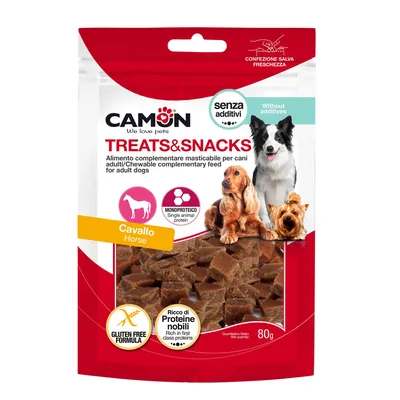 CONFEZIONE SALVA
FRESCHEZZA
CAMON
We love pets
senza
additivi
Without
additives
TREATS&SNACKS
Alimento complementare masticabile per cani
adulti/Chewable complementary feed
for adult dogs
MONOPROTEICO
Single animal
protein
Cavallo
Horse
GLUTEN FREE
FORMULA
Ricco di
Proteine
nobili
Rich in first
class proteins
80g